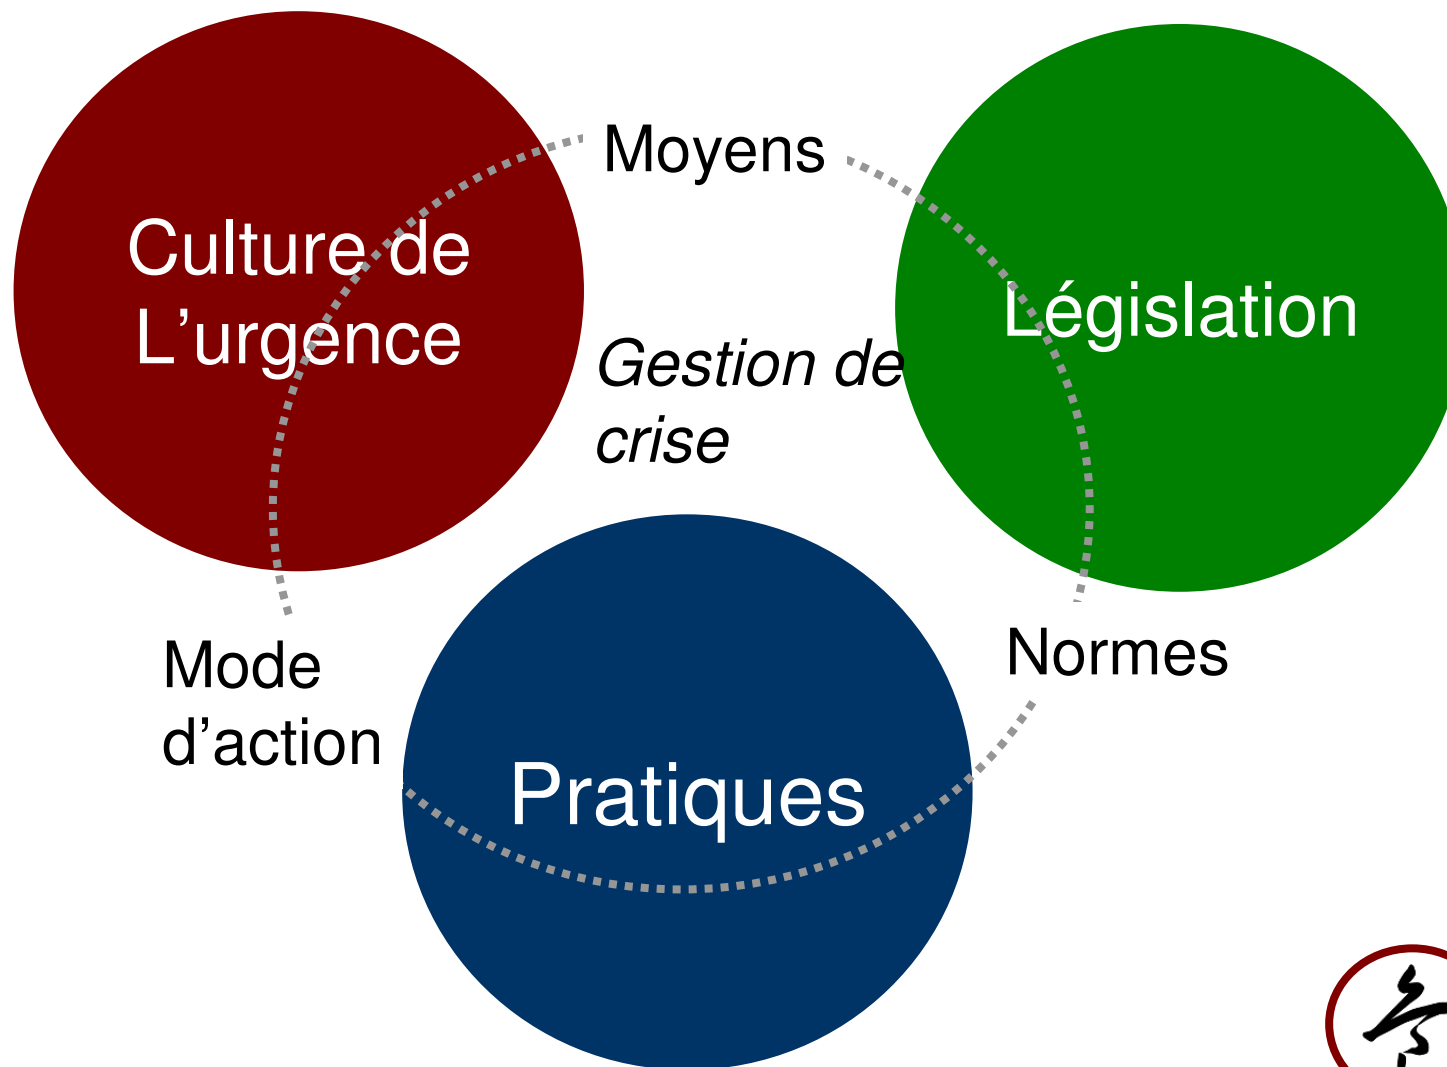 Moyens
Culture de
L’urgence
Législation
Gestion de
crise
Mode
d’action
Normes
Pratiques